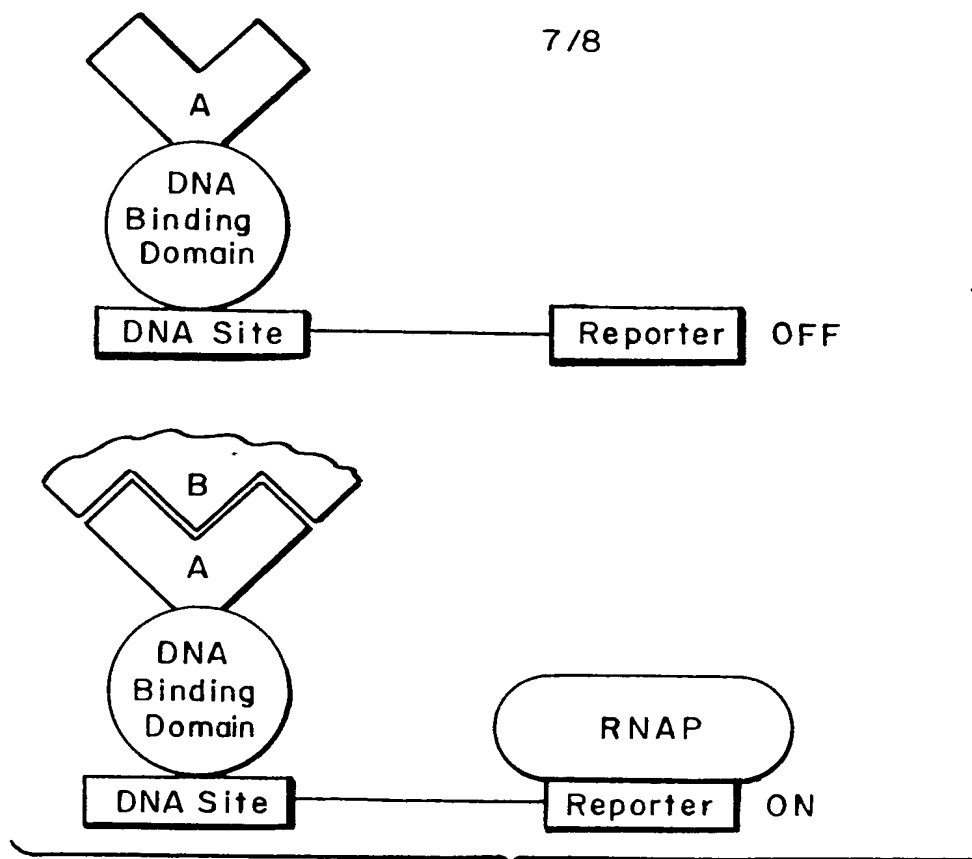 7/8
A
DNA
Binding
Domain
DNA Site
Reporter OFF
B
A
DNA
Binding
Domain
RNAP
DNA Site
Reporter ON